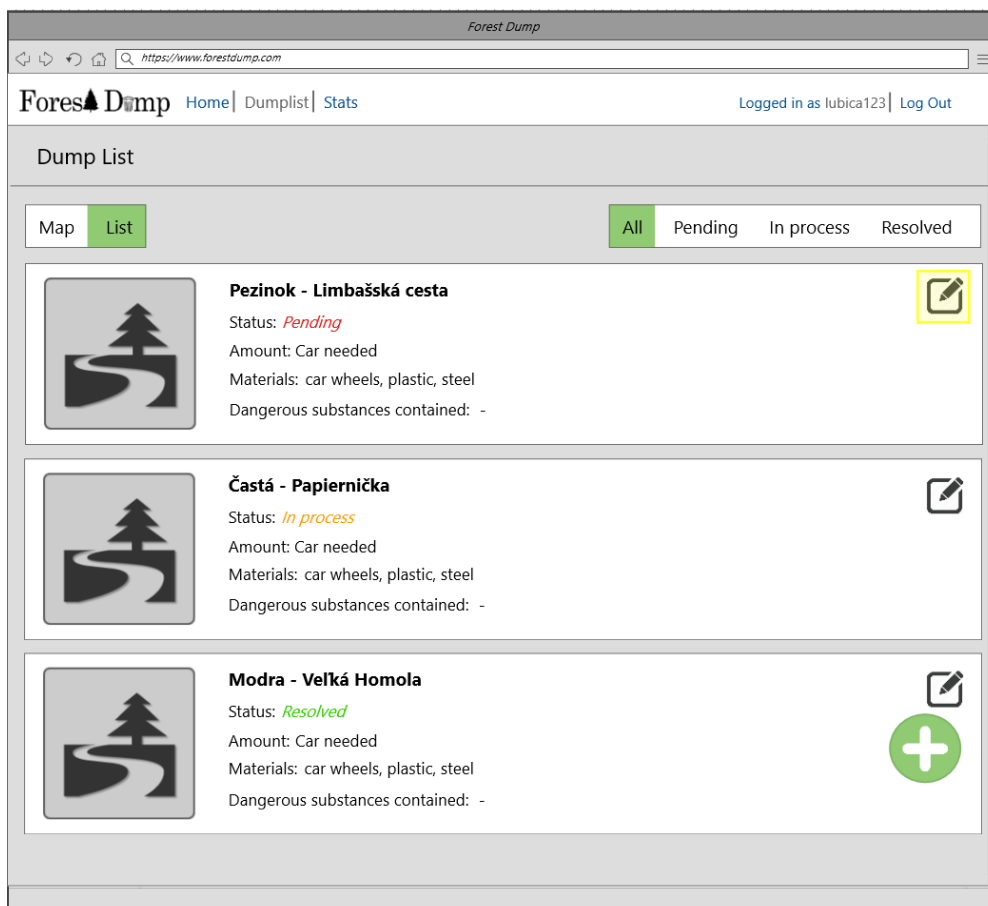 Forest Dump
https://www.forestdump.com
Forest Dump Home | Dumplist | Stats Logged in as lubica123 | Log Out
Dump List
Map List All Pending In process Resolved
Pezinok - Limbašská cesta
Status: Pending
Amount: Car needed
Materials: car wheels, plastic, steel
Dangerous substances contained: -
Častá - Papiernička
Status: In process
Amount: Car needed
Materials: car wheels, plastic, steel
Dangerous substances contained: -
Modra - Veľká Homola
Status: Resolved
Amount: Car needed
Materials: car wheels, plastic, steel
Dangerous substances contained: -